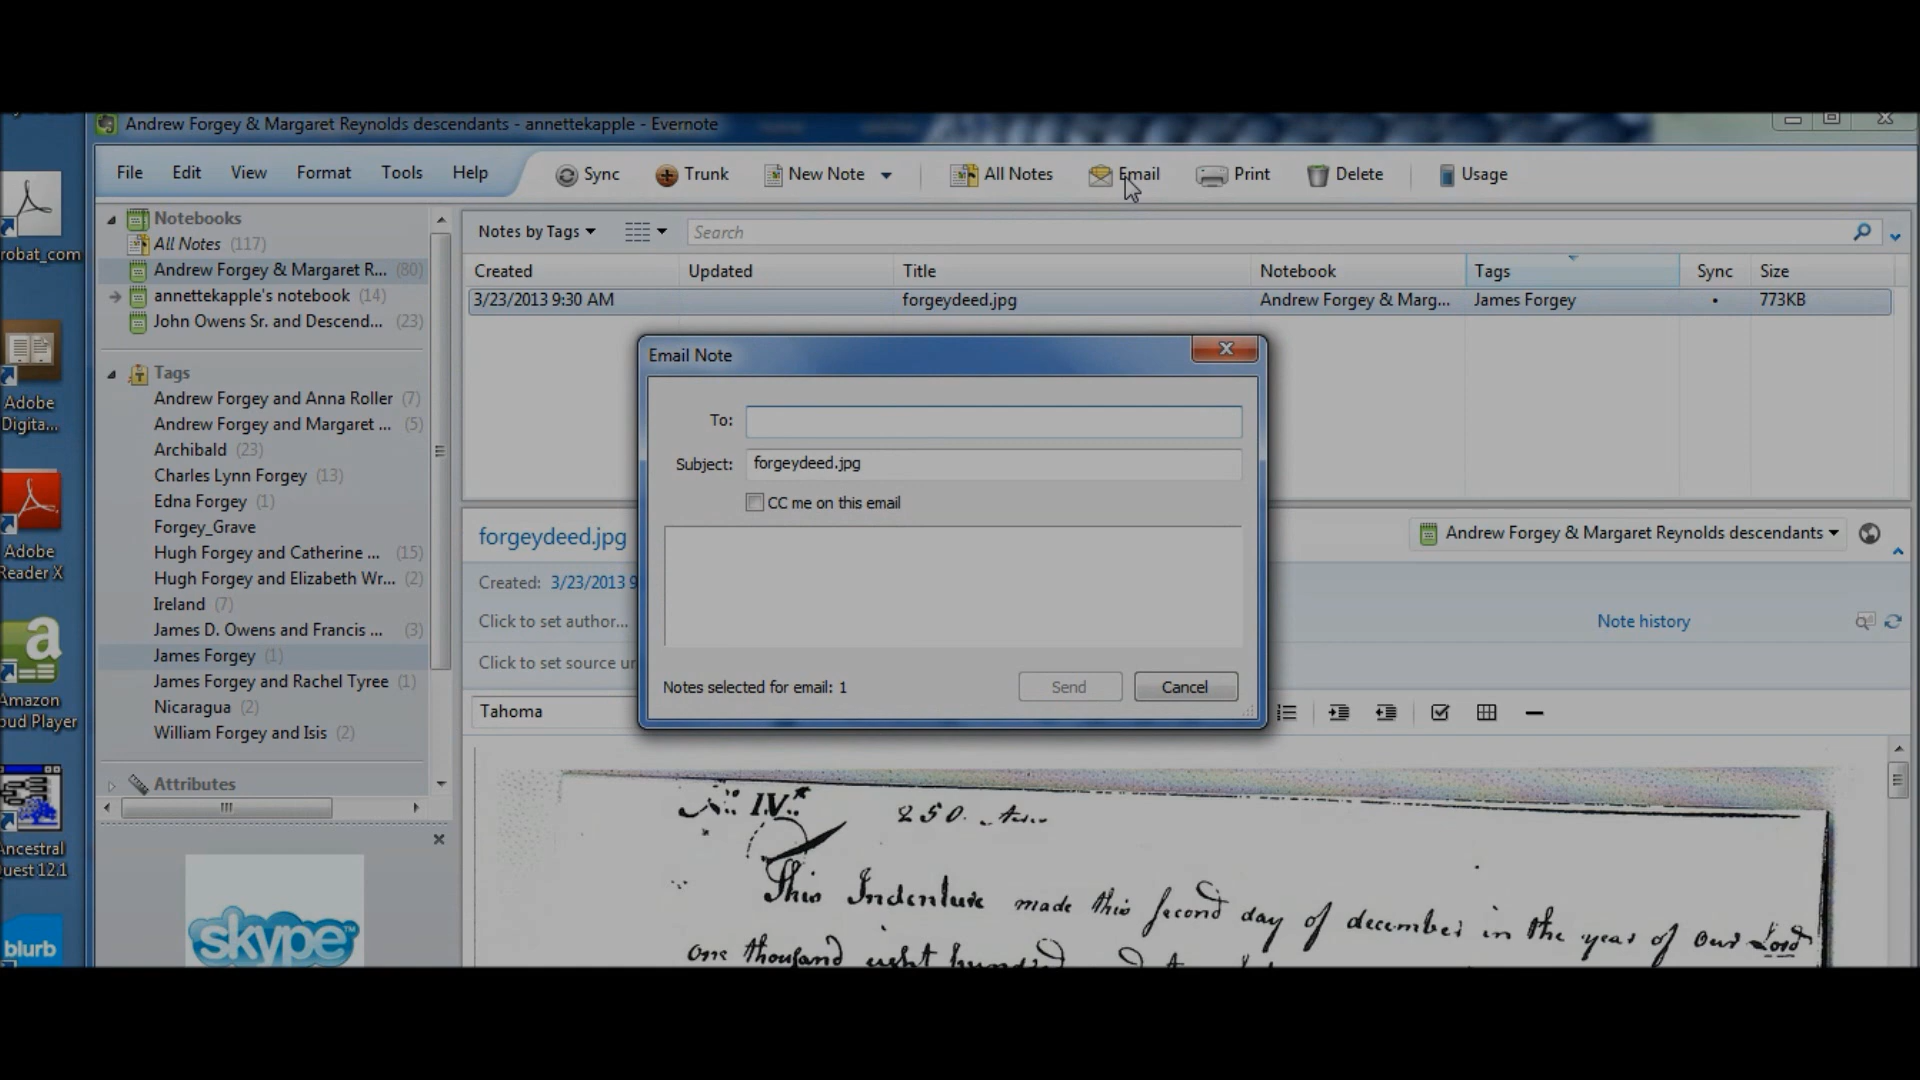 Andrew Forgey & Margaret Reynolds descendants - annettekapple - Evernote
File Edit View Format Tools Help
Sync Trunk New Note All Notes Email Print Delete Usage
Notebooks
All Notes (117)
Andrew Forgey & Margaret R... (80)
annettekapple's notebook (14)
John Owens Sr. and Descend... (23)
Tags
Andrew Forgey and Anna Roller (7)
Andrew Forgey and Margaret ... (5)
Archibald (23)
Charles Lynn Forgey (13)
Edna Forgey (1)
Forgey_Grave
Hugh Forgey and Catherine ... (15)
Hugh Forgey and Elizabeth Wr... (2)
Ireland (7)
James D. Owens and Francis ... (3)
James Forgey (1)
James Forgey and Rachel Tyree (1)
Nicaragua (2)
William Forgey and Isis (2)
Attributes
skype
robat_com
Adobe
Digita...
Adobe
Reader X
Amazon
oud Player
Ancestral
uest 12.1
blurb
Notes by Tags Search
Created Updated Title Notebook Tags Sync Size
3/23/2013 9:30 AM forgeydeed.jpg Andrew Forgey & Marg... James Forgey 773KB
Email Note
To:
Subject: forgeydeed.jpg
CC me on this email
Notes selected for email: 1 Send Cancel
forgeydeed.jpg Andrew Forgey & Margaret Reynolds descendants
Created: 3/23/2013 9
Click to set author... Note history
Click to set source ur
Tahoma
No. IV. 250.
This Indenture made this second day of december in the year of our Lord
one thousand eight hundred